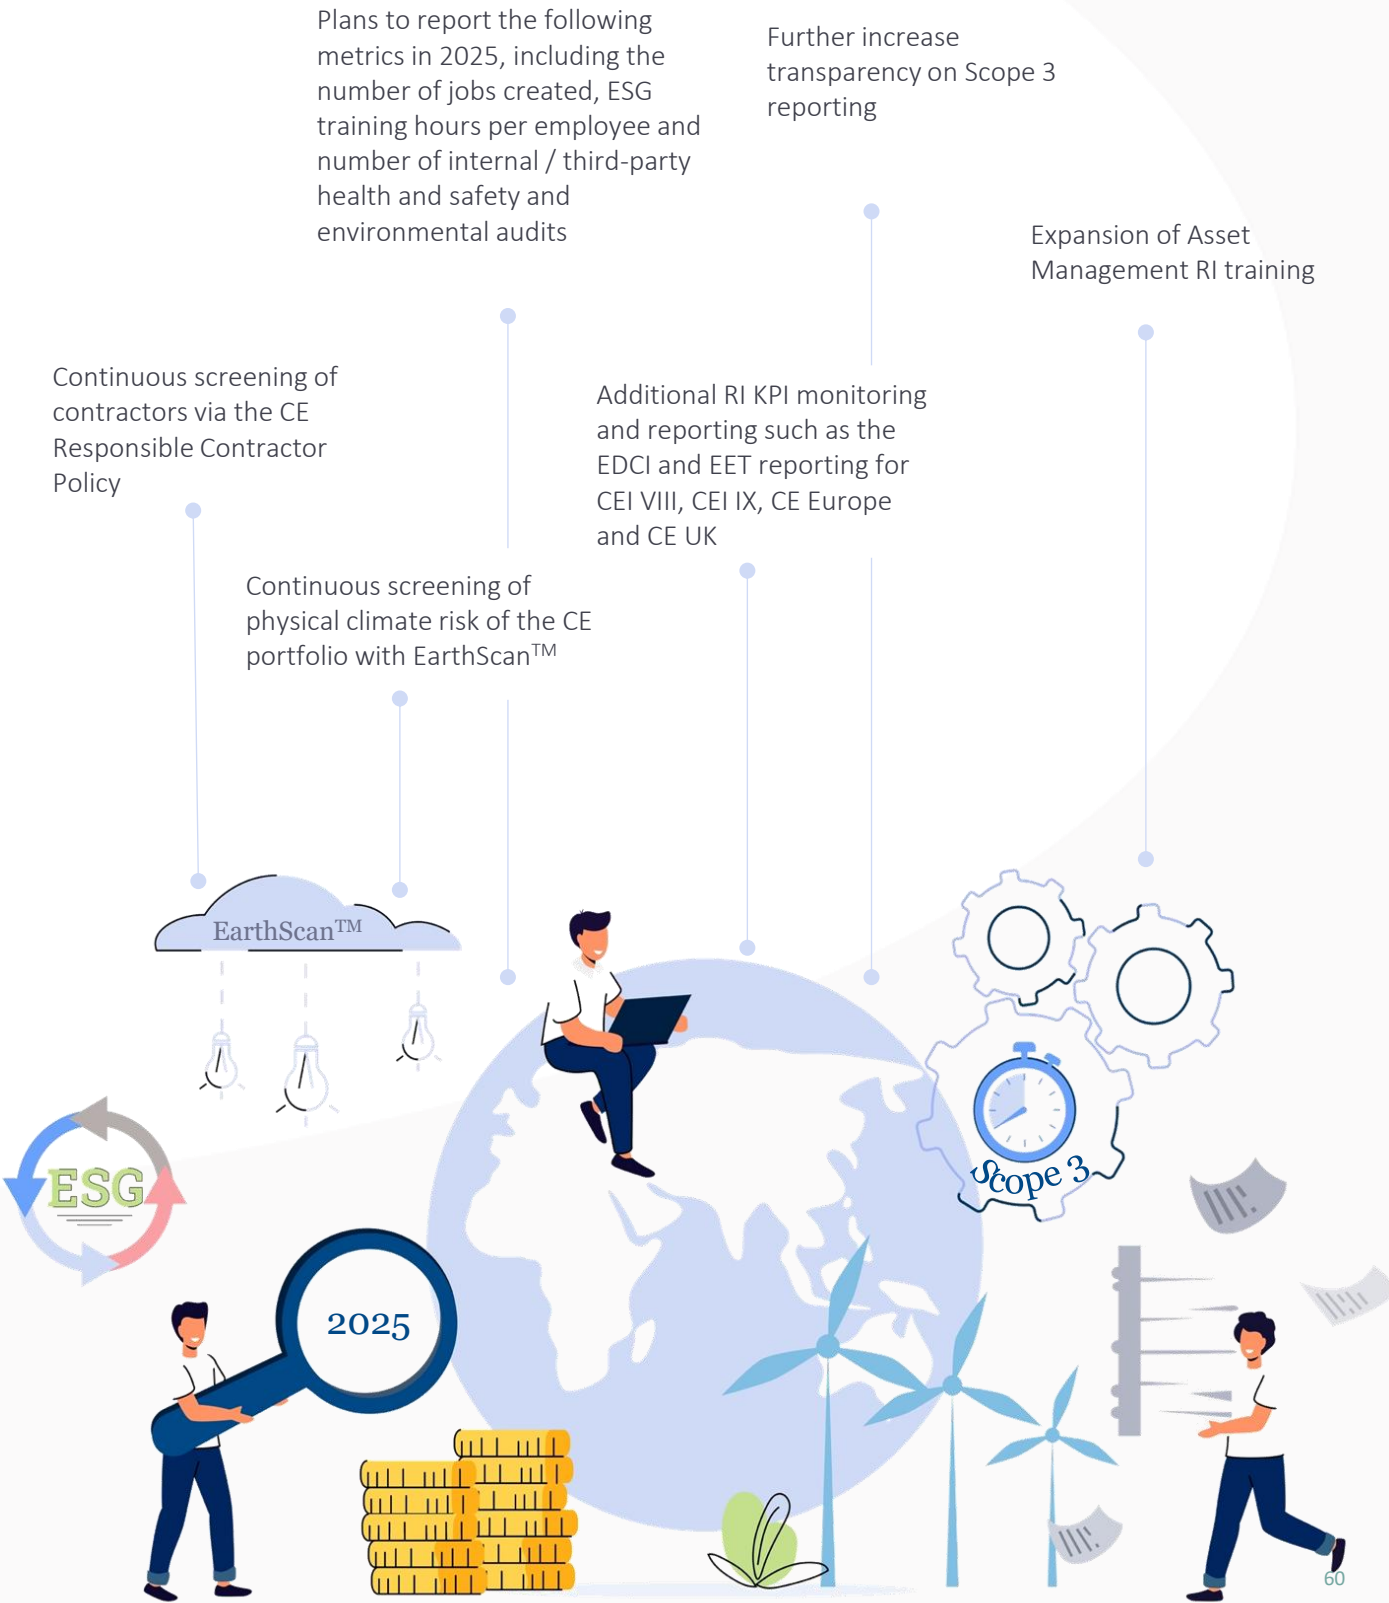 Plans to report the following
metrics in 2025, including the
number of jobs created, ESG
training hours per employee and
number of internal / third-party
health and safety and
environmental audits
Further increase
transparency on Scope 3
reporting
Expansion of Asset
Management RI training
Continuous screening of
contractors via the CE
Responsible Contractor
Policy
Additional RI KPI monitoring
and reporting such as the
EDCI and EET reporting for
CEI VIII, CEI IX, CE Europe
and CE UK
Continuous screening of
physical climate risk of the CE
portfolio with EarthScan™
EarthScan™
Scope 3
ESG
2025
60